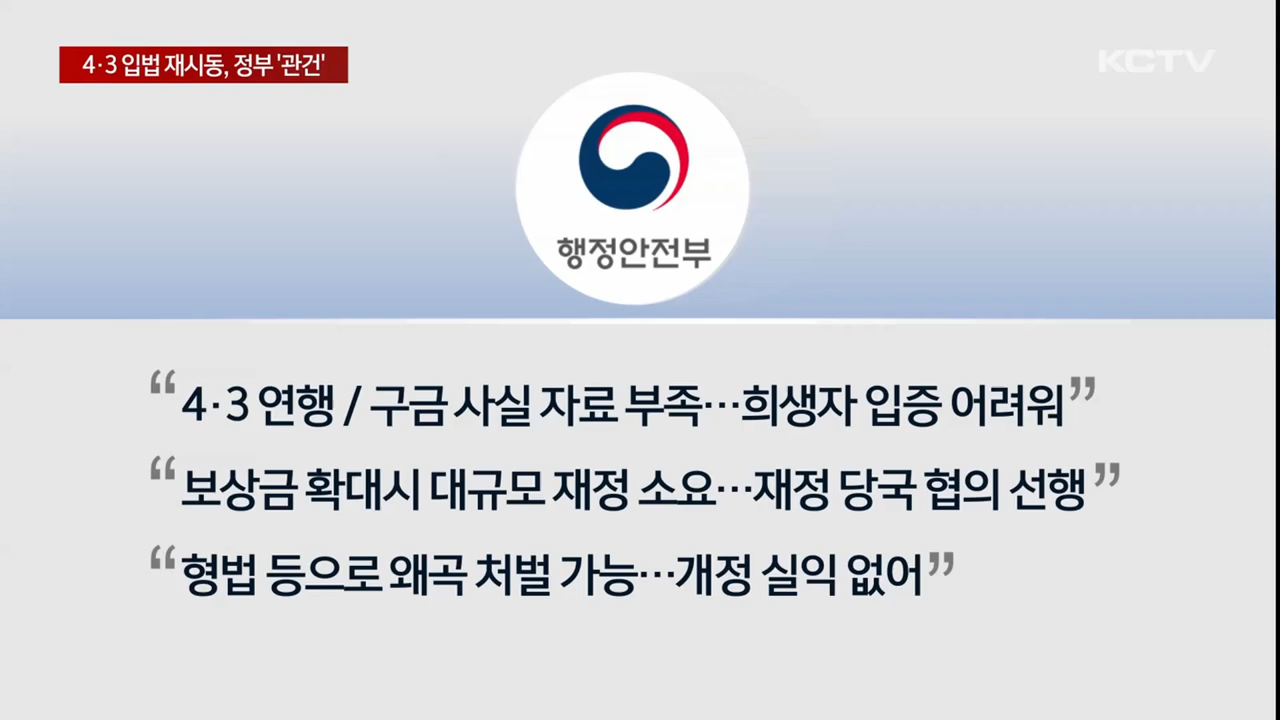 4·3 입법 재시동, 정부 '관건'
KCTV
행정안전부
“4·3 연행 / 구금 사실 자료 부족…희생자 입증 어려워”
“보상금 확대시 대규모 재정 소요…재정 당국 협의 선행”
“형법 등으로 왜곡 처벌 가능…개정 실익 없어”